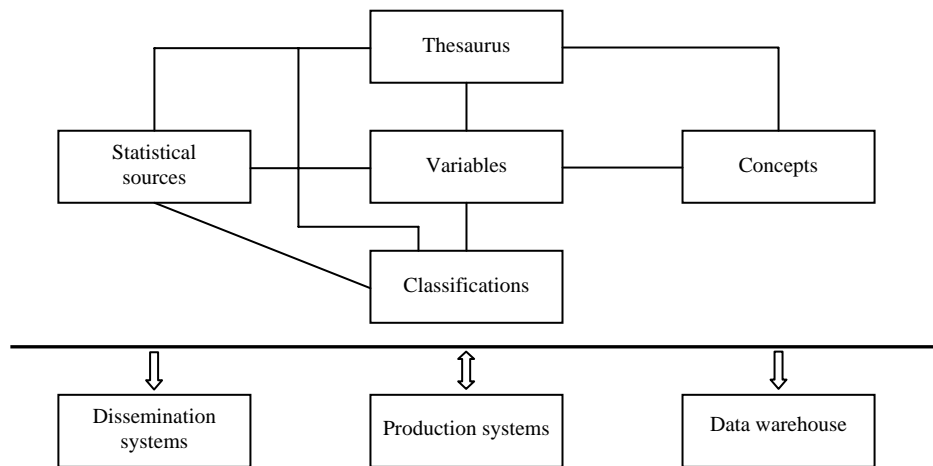 Thesaurus
Statistical
sources
Variables
Concepts
Classifications
Dissemination
systems
Production systems
Data warehouse